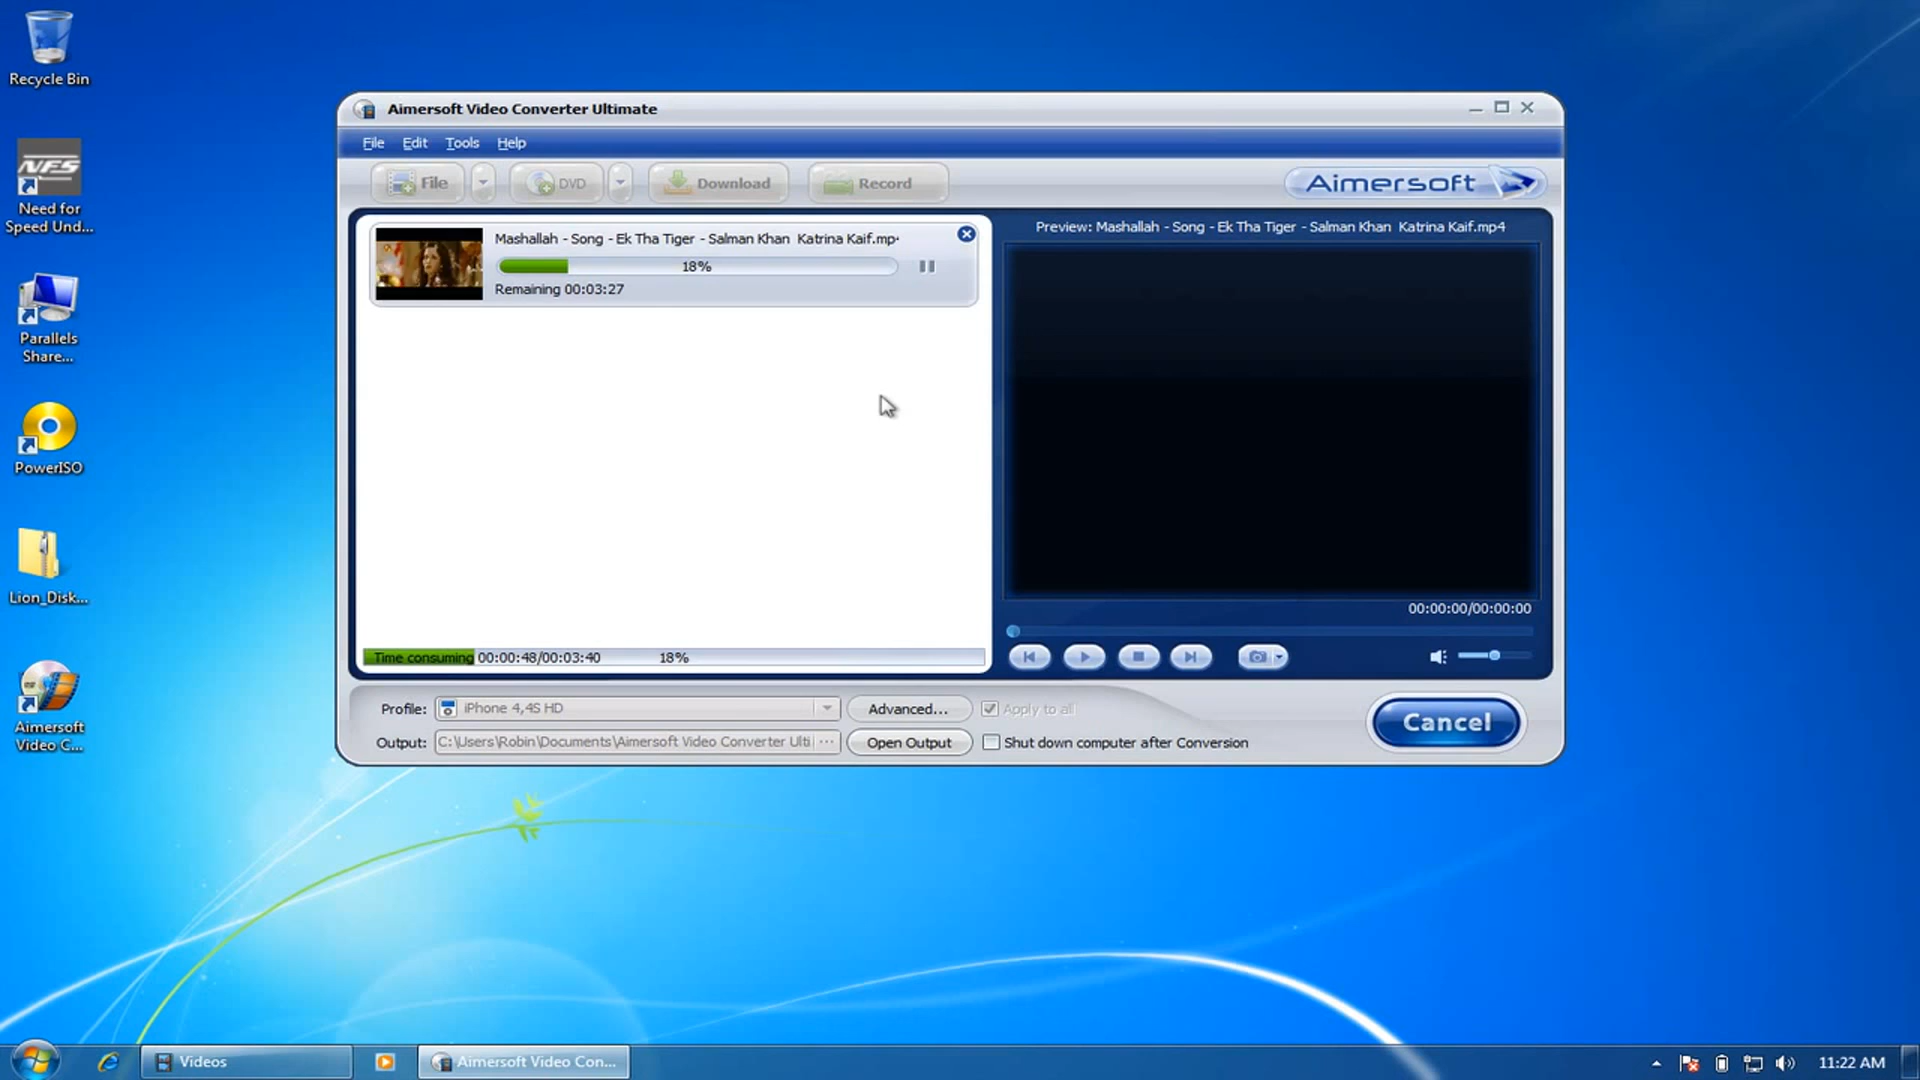 Recycle Bin
NFS
Need for
Speed Und...
Parallels
Share...
PowerISO
Lion_Disk...
Aimersoft
Video C...
Aimersoft Video Converter Ultimate
File Edit Tools Help
File DVD Download Record
Aimersoft
Mashallah - Song - Ek Tha Tiger - Salman Khan  Katrina Kaif.mp4
18%
Remaining 00:03:27
Preview: Mashallah - Song - Ek Tha Tiger - Salman Khan  Katrina Kaif.mp4
00:00:00/00:00:00
Time consuming 00:00:48/00:03:40 18%
Profile: iPhone 4,4S HD Advanced... Apply to all
Output: C:\Users\Robin\Documents\Aimersoft Video Converter Ulti ... Open Output Shut down computer after Conversion
Cancel
Videos
Aimersoft Video Con...
11:22 AM